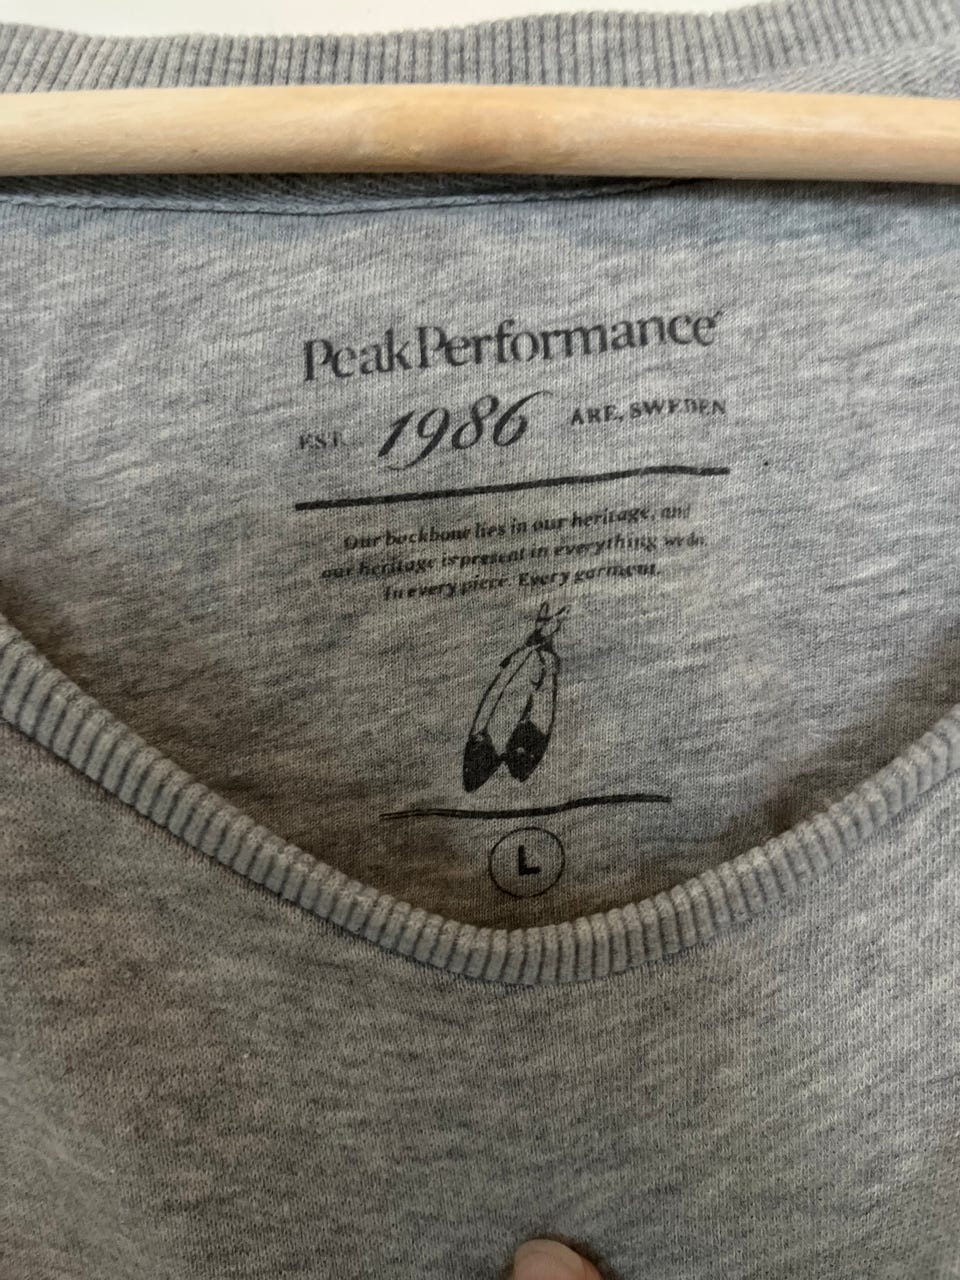 PeakPerformance
EST. 1986 ÅRE, SWEDEN
Our backbone lies in our heritage, and
our heritage is present in everything we do.
In every piece. Every garment.
L